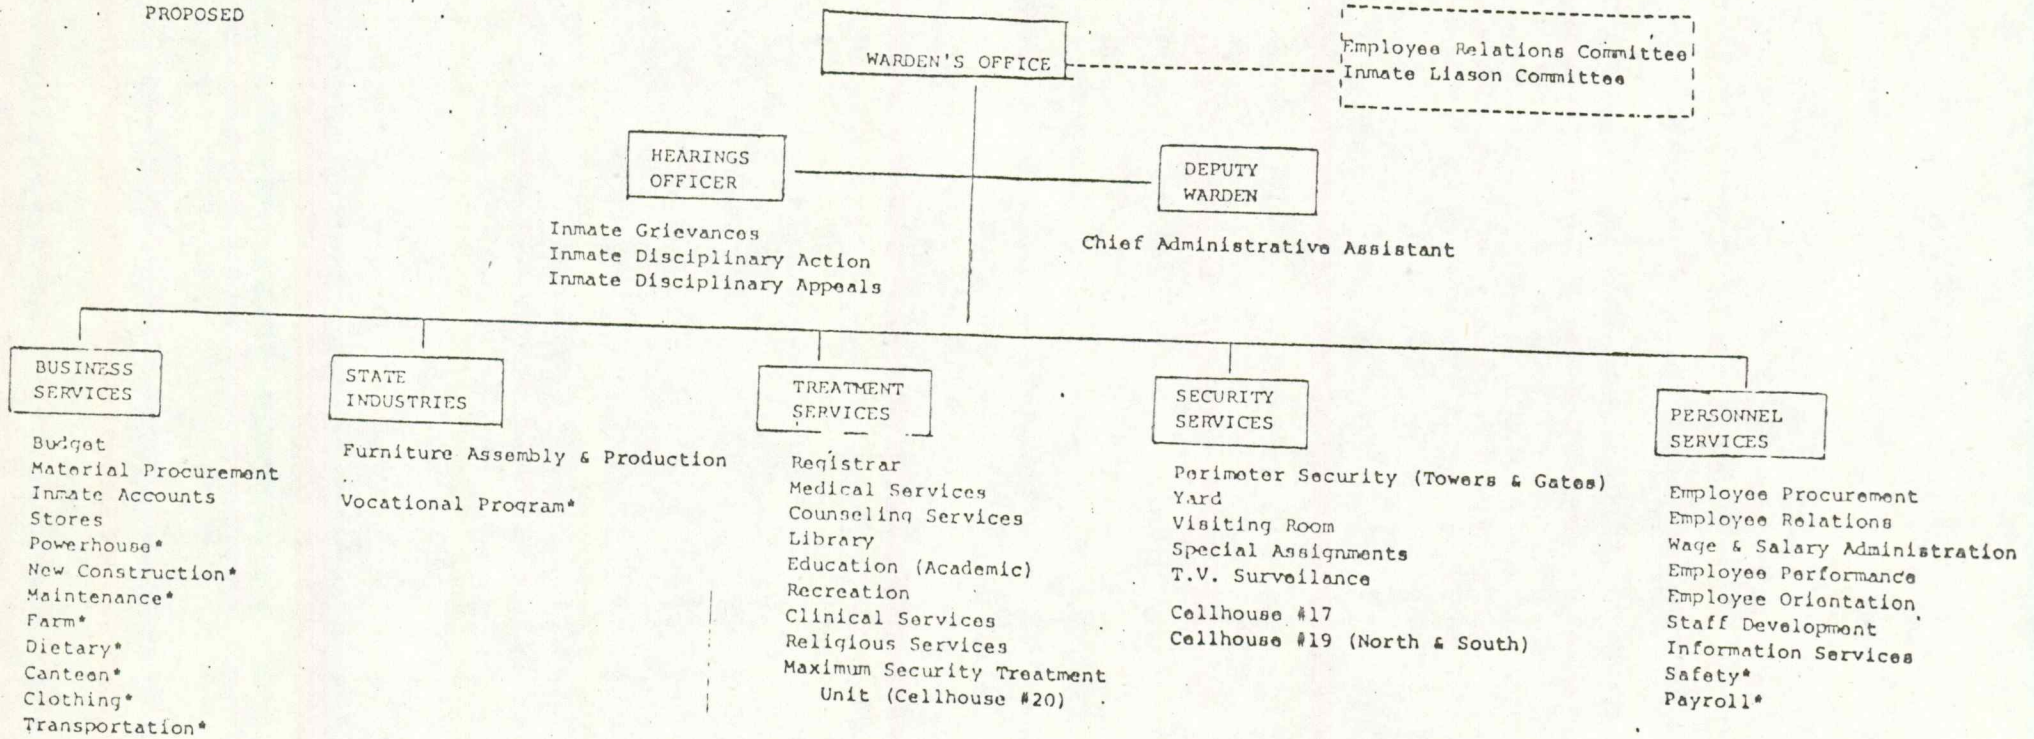 PROPOSED
WARDEN'S OFFICE
Employee Relations Committee
Inmate Liason Committee
HEARINGS
OFFICER
DEPUTY
WARDEN
Inmate Grievances
Inmate Disciplinary Action
Inmate Disciplinary Appeals
Chief Administrative Assistant
BUSINESS
SERVICES
Budget
Material Procurement
Inmate Accounts
Stores
Powerhouse*
New Construction*
Maintenance*
Farm*
Dietary*
Canteen*
Clothing*
Transportation*
STATE
INDUSTRIES
Furniture Assembly & Production
Vocational Program*
TREATMENT
SERVICES
Registrar
Medical Services
Counseling Services
Library
Education (Academic)
Recreation
Clinical Services
Religious Services
Maximum Security Treatment
Unit (Cellhouse #20)
SECURITY
SERVICES
Perimeter Security (Towers & Gates)
Yard
Visiting Room
Special Assignments
T.V. Surveilance
Cellhouse #17
Cellhouse #19 (North & South)
PERSONNEL
SERVICES
Employee Procurement
Employee Relations
Wage & Salary Administration
Employee Performance
Employee Orientation
Staff Development
Information Services
Safety*
Payroll*